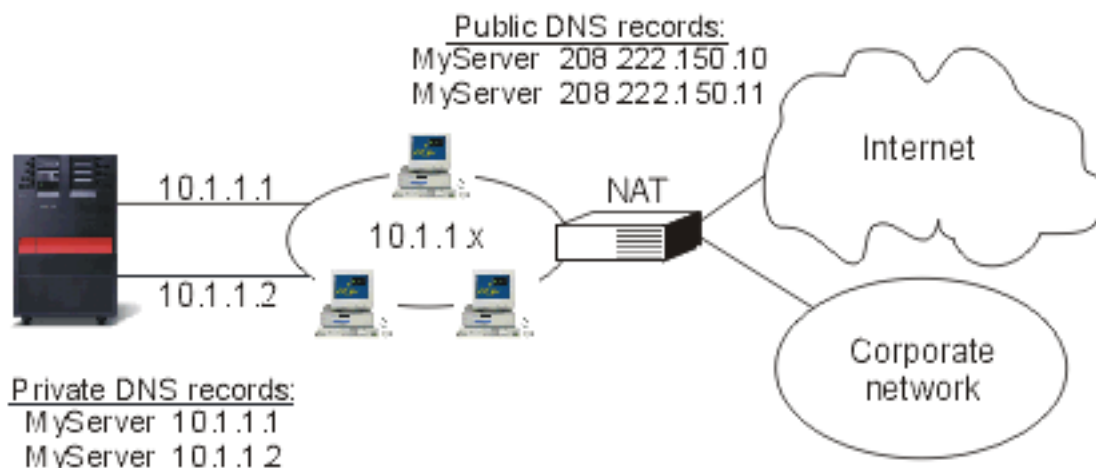 Public DNS records:
MyServer 208.222.150.10
MyServer 208.222.150.11
Internet
NAT
10.1.1.1
10.1.1.x
10.1.1.2
Corporate
network
Private DNS records:
MyServer 10.1.1.1
MyServer 10.1.1.2